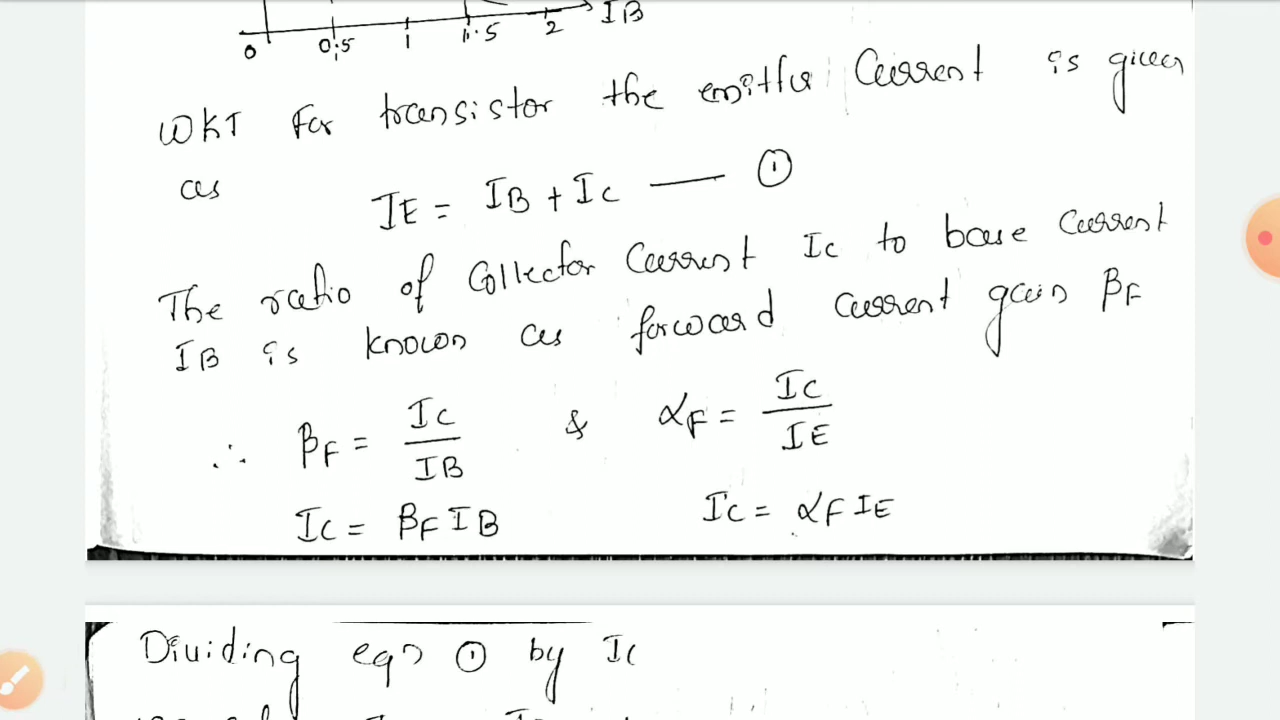 0 0.5 1 1.5 2 IB
WKT For transistor the emitter Current is given
as
IE = IB + IC — ①
The ratio of Collector Current Ic to base Current
IB is known as forward Current gain βF
∴ βF = IC / IB & αF = IC / IE
IC = βF IB IC = αF IE
Dividing eqn ① by IC